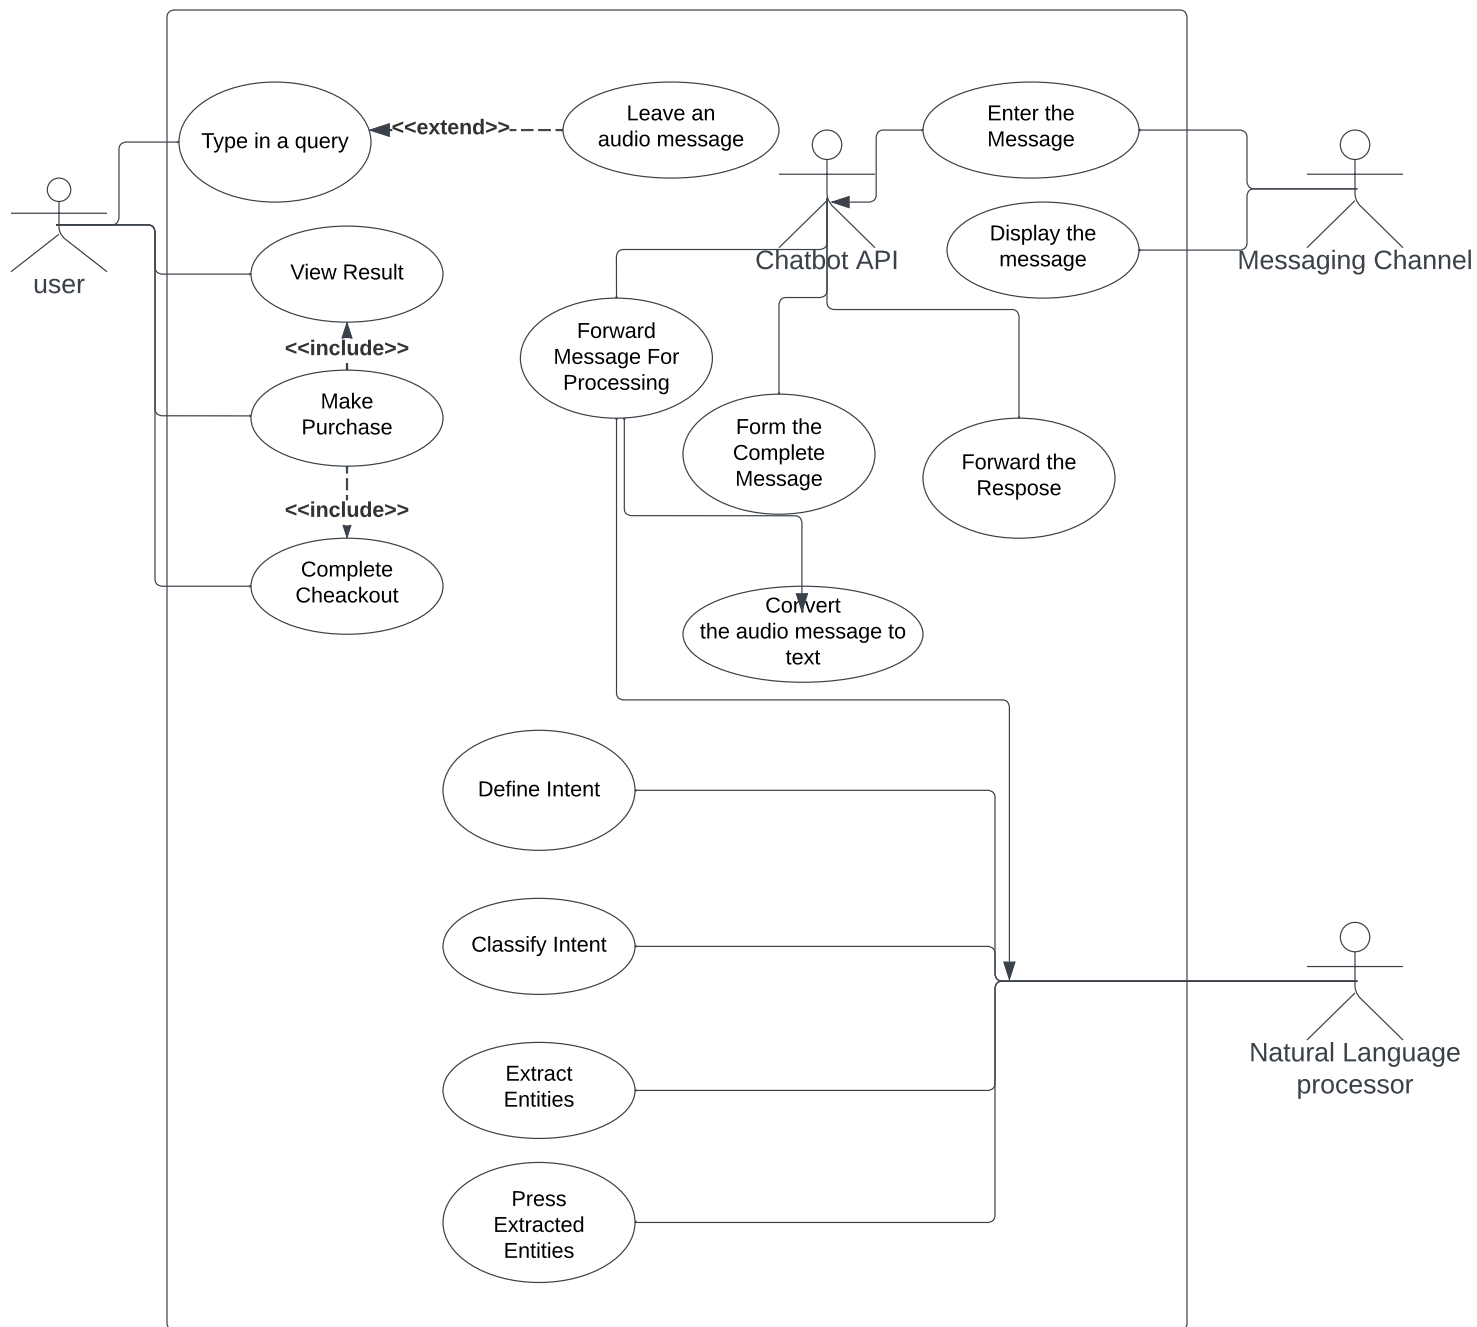 Type in a query
<<extend>>
Leave an
audio message
Enter the
Message
user
View Result
Chatbot API
Display the
message
Messaging Channel
<<include>>
Make
Purchase
<<include>>
Complete
Cheackout
Forward
Message For
Processing
Form the
Complete
Message
Forward the
Respose
Convert
the audio message to
text
Define Intent
Classify Intent
Extract
Entities
Press
Extracted
Entities
Natural Language
processor